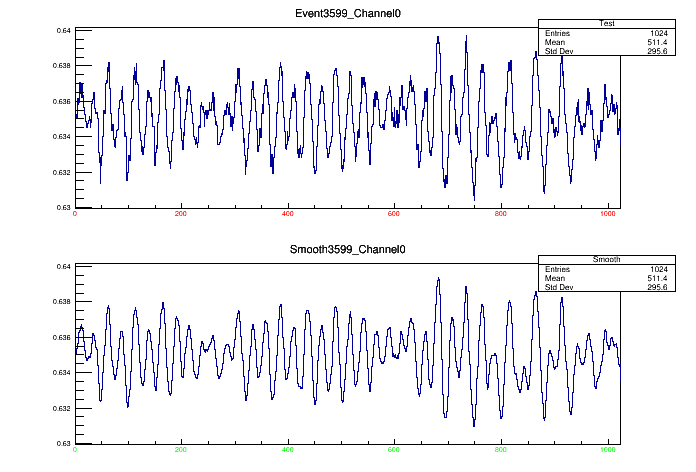 Event3599_Channel0
Test
Entries 1024
Mean 511.4
Std Dev 295.6
0.64
0.638
0.636
0.634
0.632
0.63
0 200 400 600 800 1000
Smooth3599_Channel0
Smooth
Entries 1024
Mean 511.4
Std Dev 295.6
0.64
0.638
0.636
0.634
0.632
0.63
0 200 400 600 800 1000